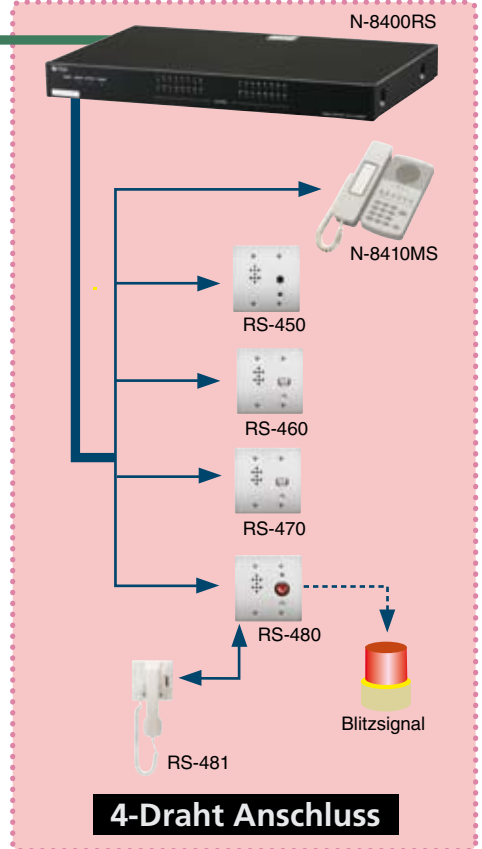 N-8400RS
N-8410MS
RS-450
RS-460
RS-470
RS-480
Blitzsignal
RS-481
4-Draht Anschluss